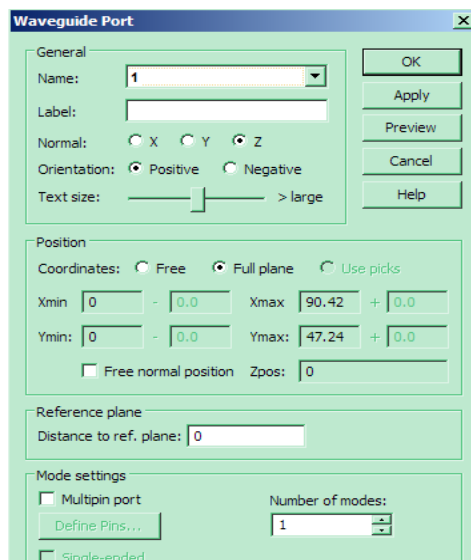 Waveguide Port
General
Name: 1
Label:
Normal: X Y Z
Orientation: Positive Negative
Text size: > large
OK
Apply
Preview
Cancel
Help
Position
Coordinates: Free Full plane Use picks
Xmin 0 - 0.0 Xmax 90.42 + 0.0
Ymin: 0 - 0.0 Ymax: 47.24 + 0.0
Free normal position Zpos: 0
Reference plane
Distance to ref. plane: 0
Mode settings
Multipin port Number of modes:
Define Pins... 1
Single-ended